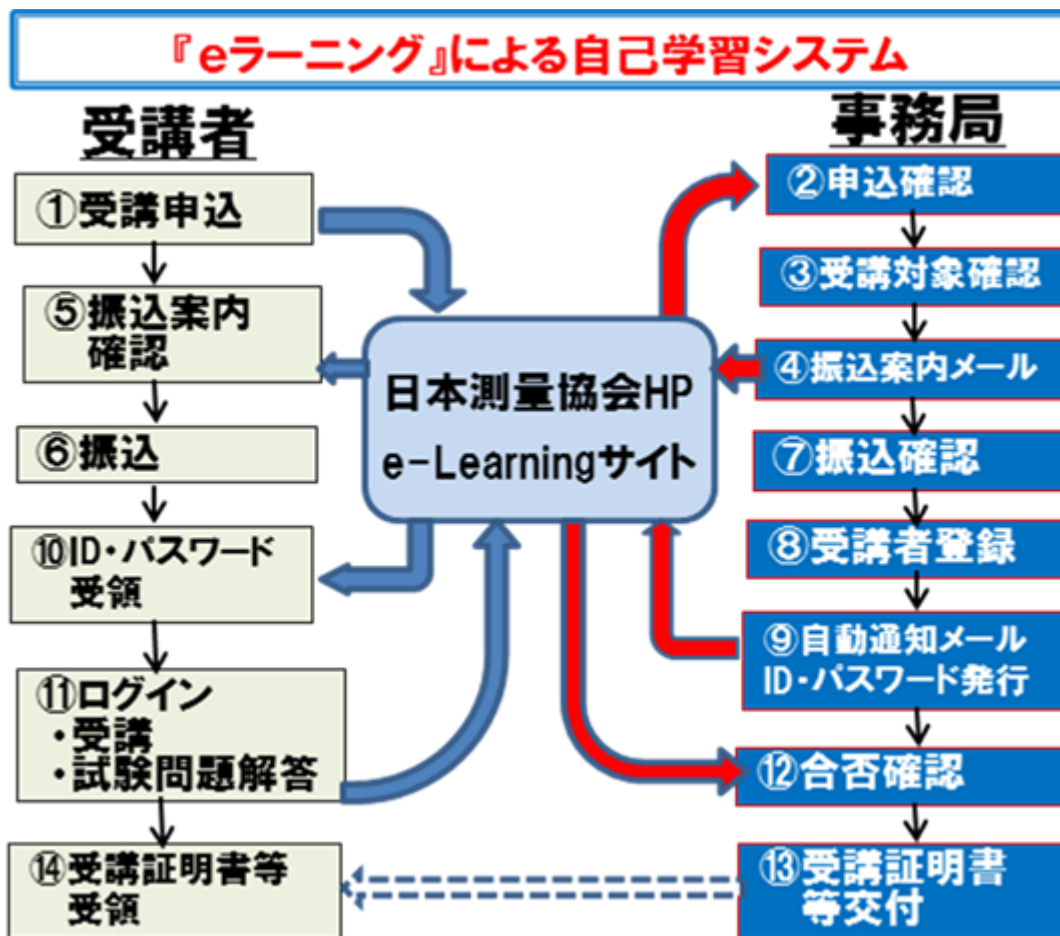 『eラーニング』による自己学習システム
受講者
①受講申込
⑤振込案内
確認
⑥振込
⑩ID・パスワード
受領
⑪ログイン
・受講
・試験問題解答
⑭受講証明書等
受領
日本測量協会HP
e-Learningサイト
事務局
②申込確認
③受講対象確認
④振込案内メール
⑦振込確認
⑧受講者登録
⑨自動通知メール
ID・パスワード発行
⑫合否確認
⑬受講証明書
等交付